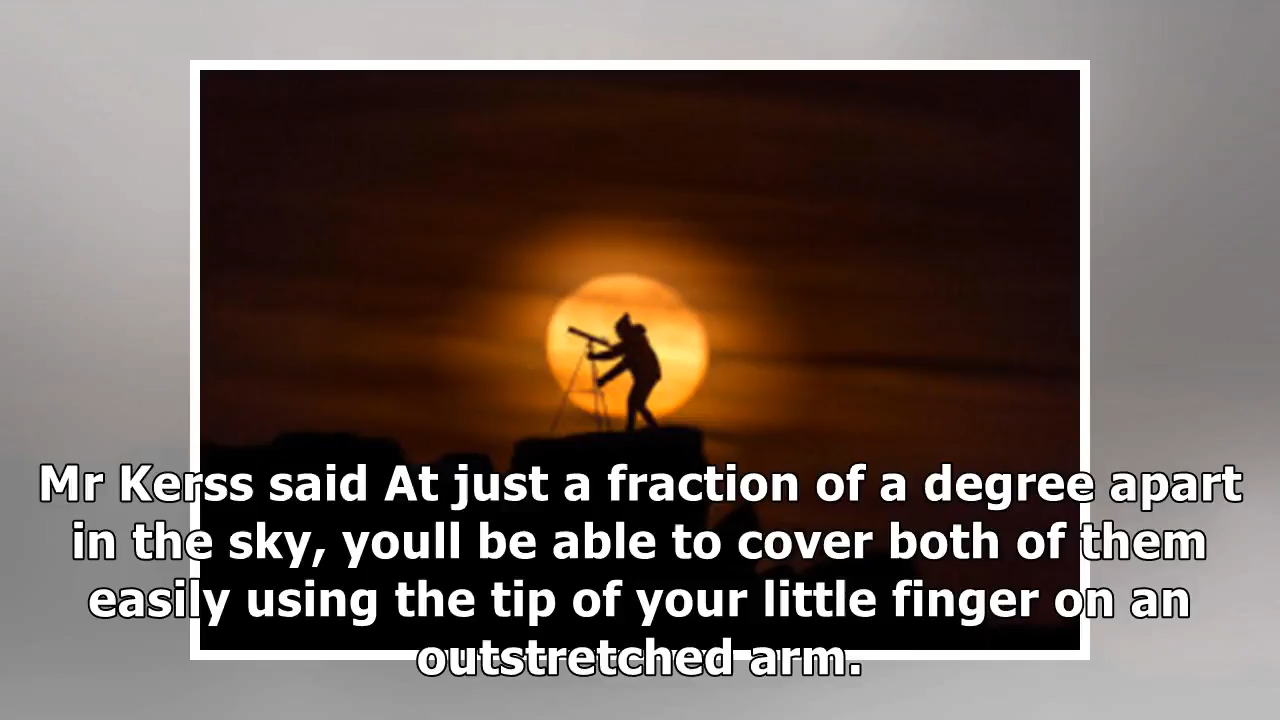 Mr Kerss said At just a fraction of a degree apart
in the sky, youll be able to cover both of them
easily using the tip of your little finger on an
outstretched arm.